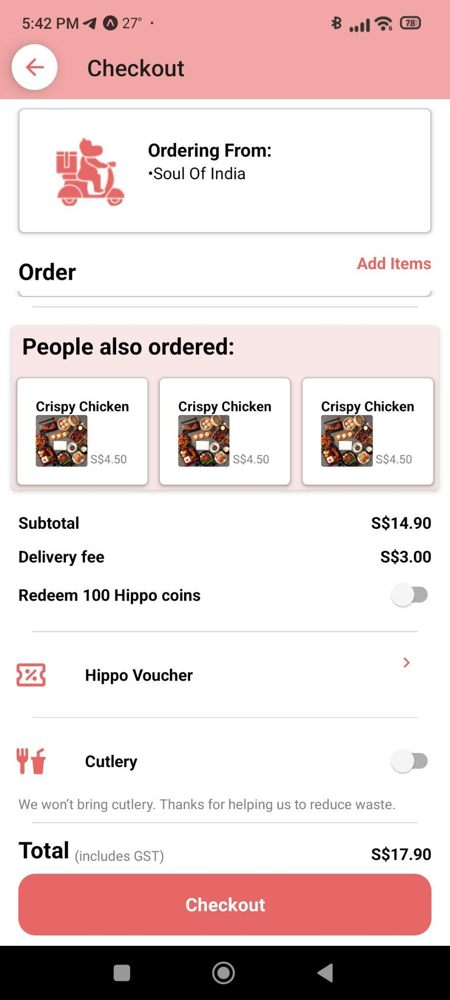 5:42 PM 27° •
6 78
Checkout
Ordering From:
•Soul Of India
Order
Add Items
People also ordered:
Crispy Chicken
S$4.50
Crispy Chicken
S$4.50
Crispy Chicken
S$4.50
Subtotal S$14.90
Delivery fee S$3.00
Redeem 100 Hippo coins
Hippo Voucher
Cutlery
We won’t bring cutlery. Thanks for helping us to reduce waste.
Total (includes GST) S$17.90
Checkout